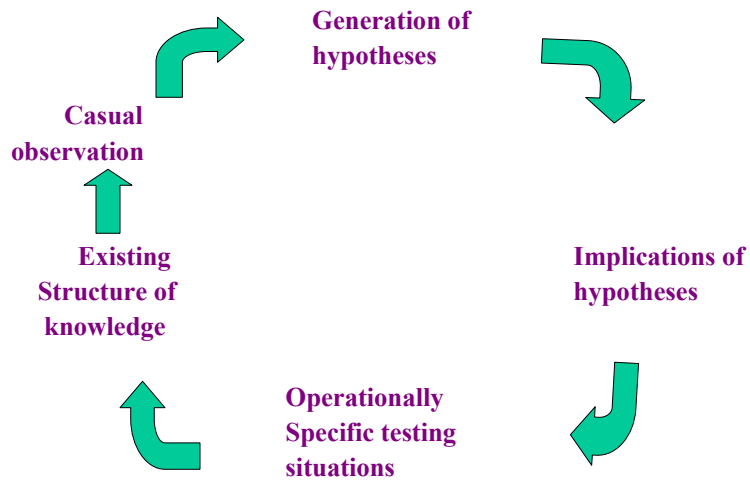 Generation of
hypotheses
Casual
observation
Existing
Structure of
knowledge
Implications of
hypotheses
Operationally
Specific testing
situations